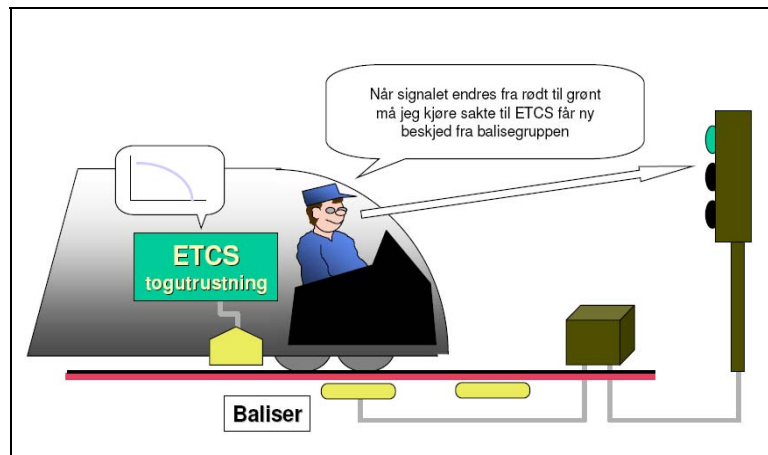 Når signalet endres fra rødt til grønt
må jeg kjøre sakte til ETCS får ny
beskjed fra balisegruppen
ETCS
togutrustning
Baliser